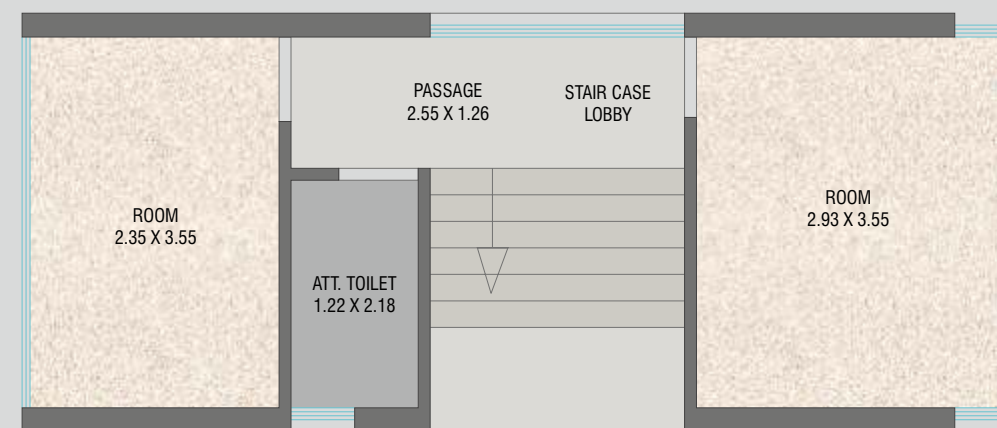 PASSAGE
2.55 X 1.26
STAIR CASE
LOBBY
ROOM
2.35 X 3.55
ROOM
2.93 X 3.55
ATT. TOILET
1.22 X 2.18